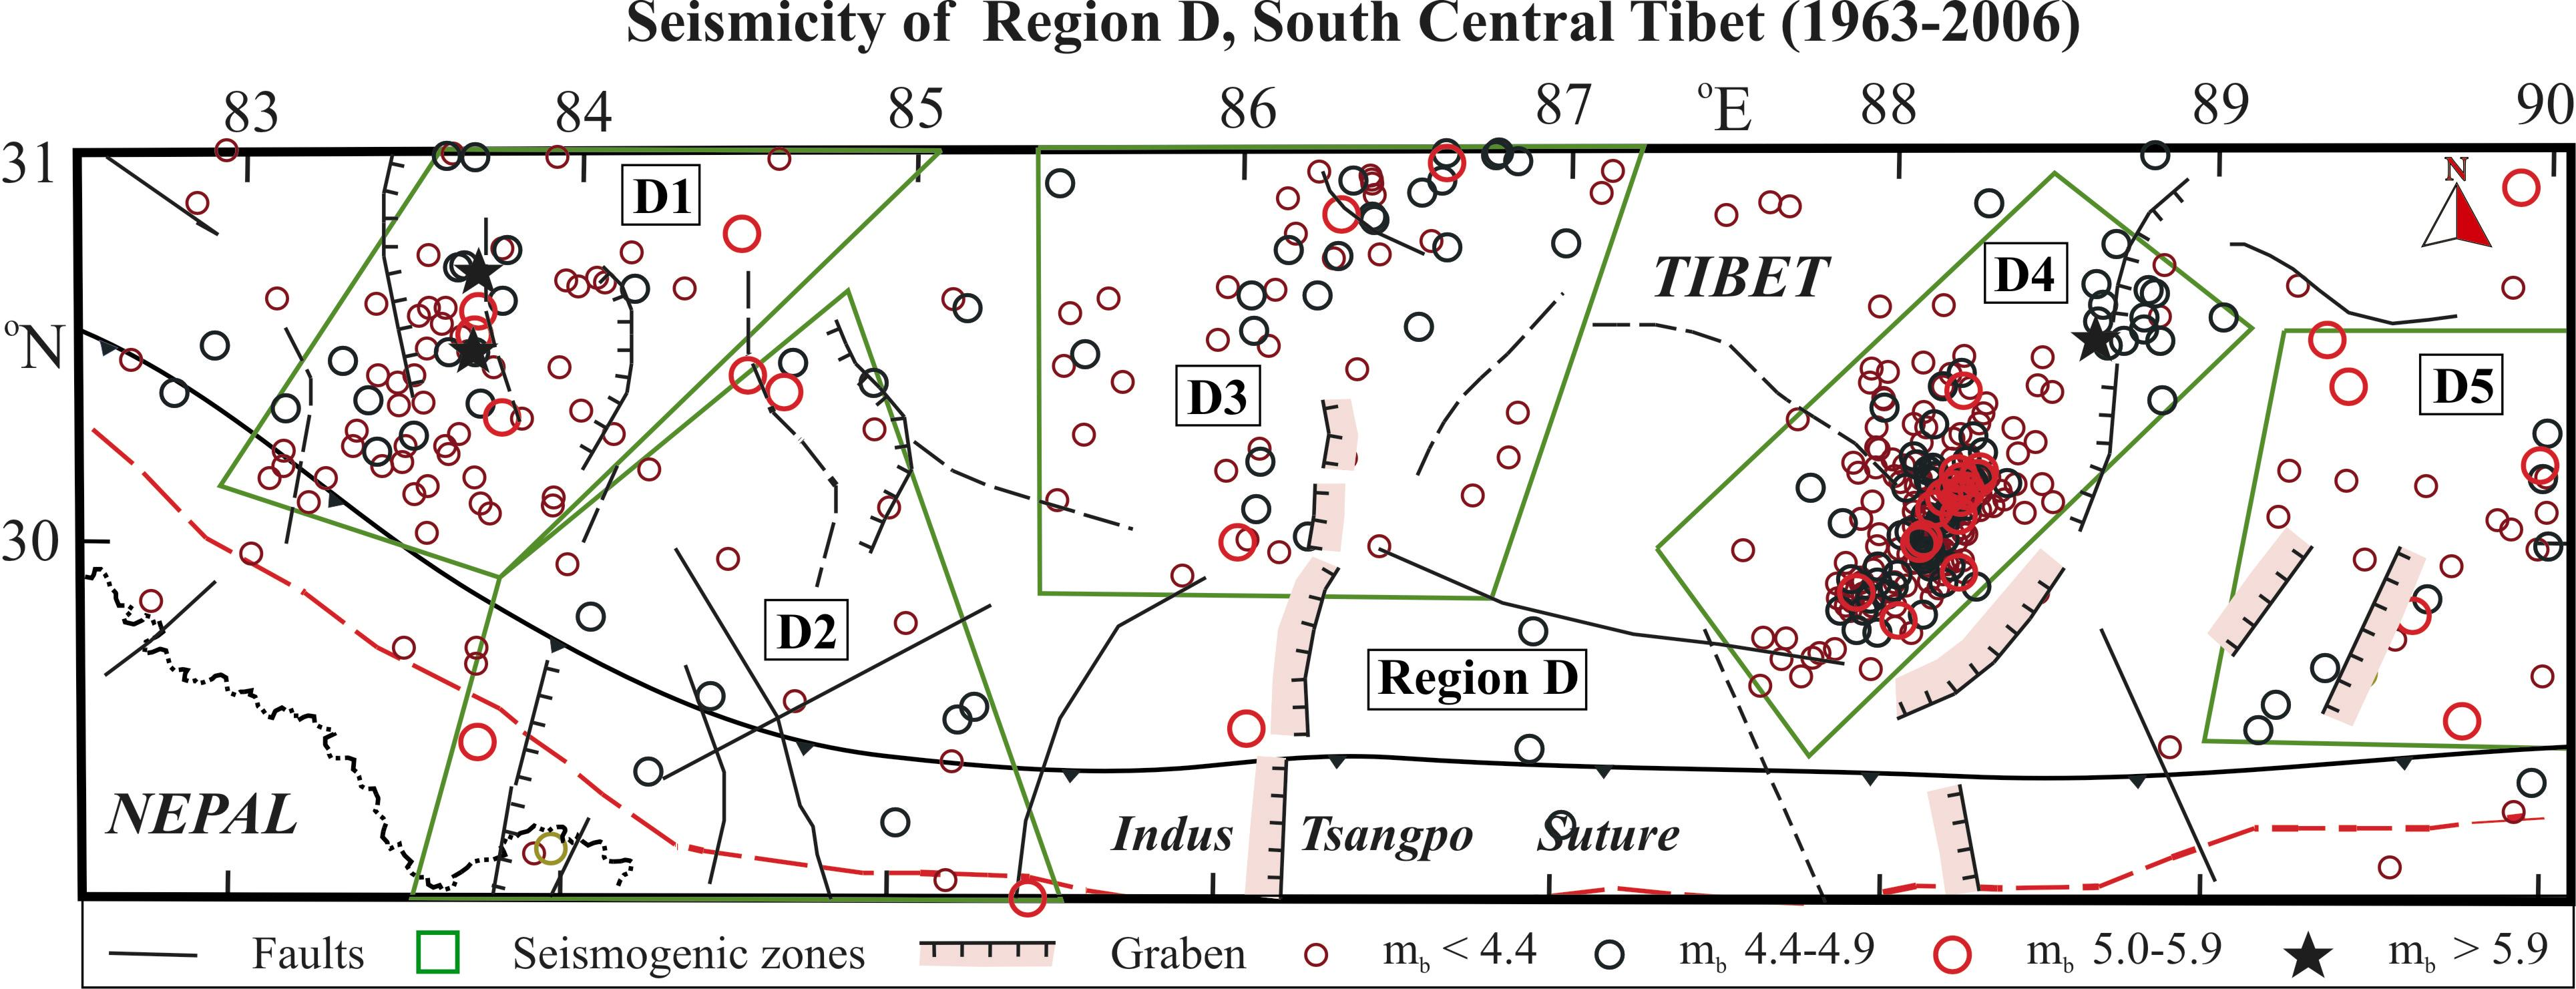 Seismicity of Region D, South Central Tibet (1963-2006)
83 84 85 86 87 °E 88 89 90
31
N
D1
D4
TIBET
°N
D3
D5
30
D2
Region D
NEPAL
Indus Tsangpo Suture
Faults Seismogenic zones Graben mb < 4.4 mb 4.4-4.9 mb 5.0-5.9 mb > 5.9